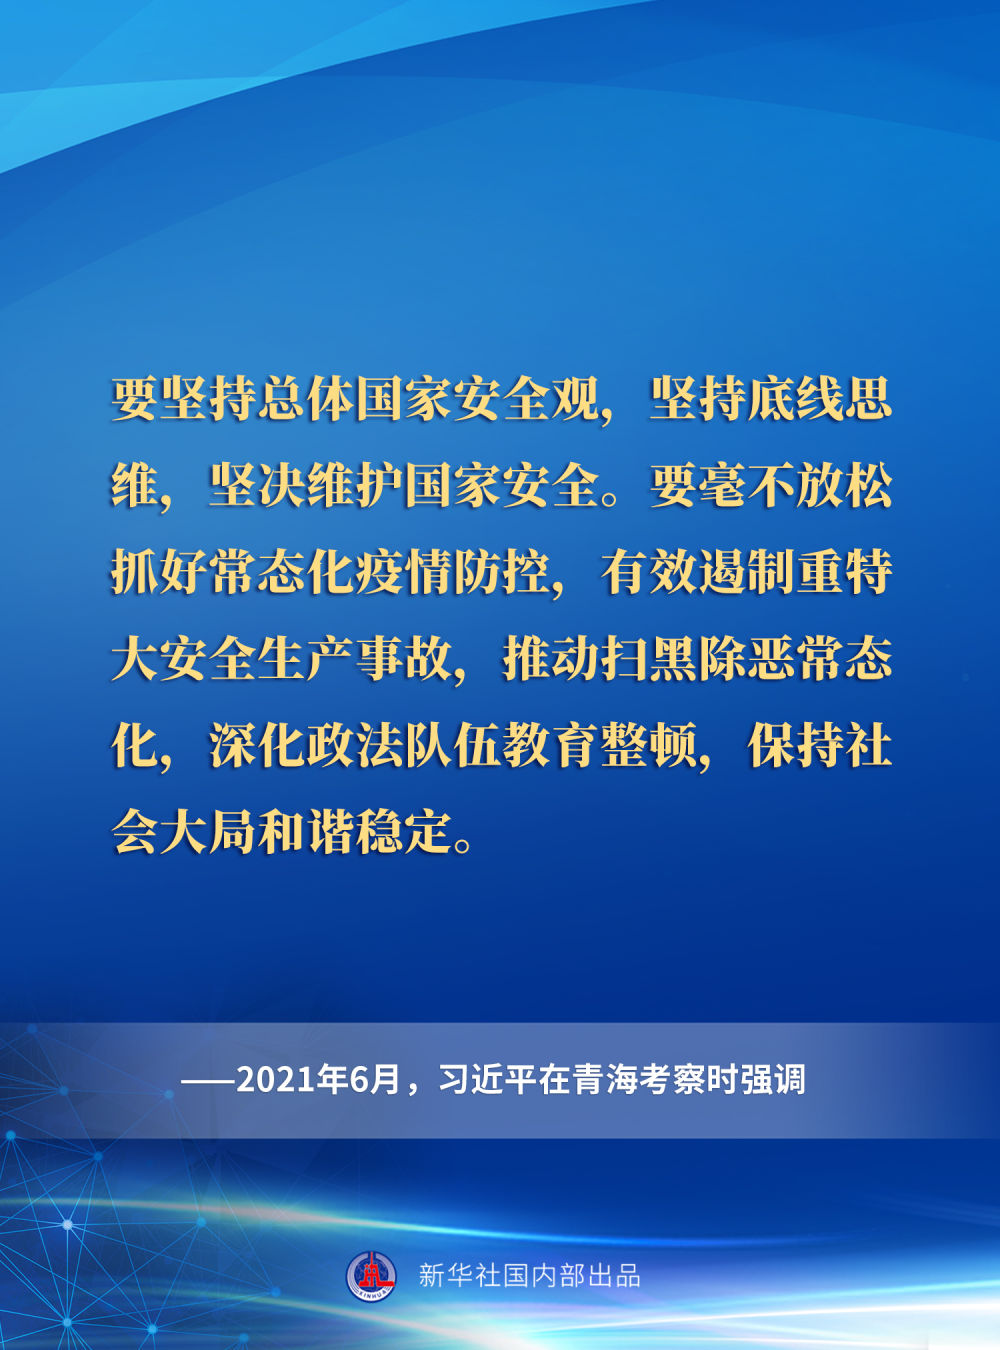 要坚持总体国家安全观，坚持底线思
维，坚决维护国家安全。要毫不放松
抓好常态化疫情防控，有效遏制重特
大安全生产事故，推动扫黑除恶常态
化，深化政法队伍教育整顿，保持社
会大局和谐稳定。
——2021年6月，习近平在青海考察时强调
XINHUA
新华社国内部出品